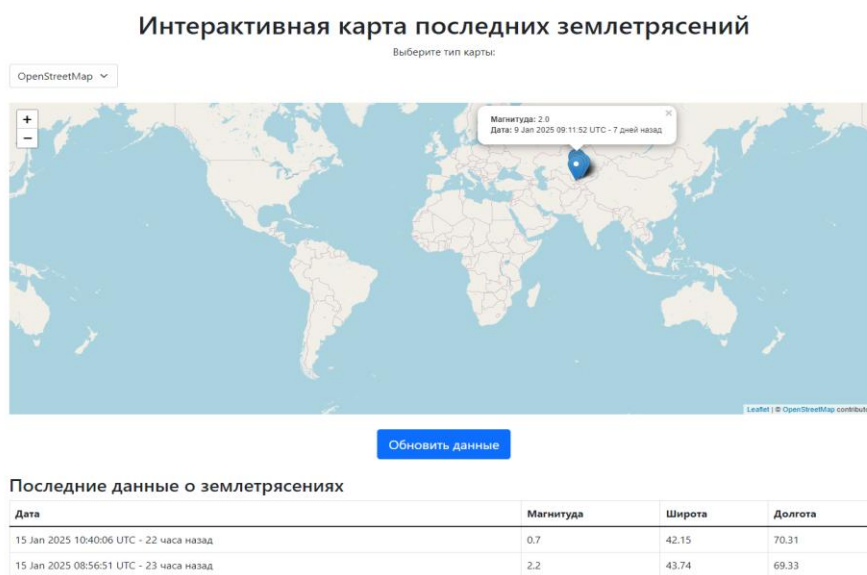 Интерактивная карта последних землетрясений
Выберите тип карты:
OpenStreetMap
+
−
Магнитуда: 2.0
Дата: 9 Jan 2025 09:11:52 UTC - 7 дней назад
×
Leaflet | © OpenStreetMap contributo
Обновить данные
Последние данные о землетрясениях
Дата Магнитуда Широта Долгота
15 Jan 2025 10:40:06 UTC - 22 часа назад 0.7 42.15 70.31
15 Jan 2025 08:56:51 UTC - 23 часа назад 2.2 43.74 69.33